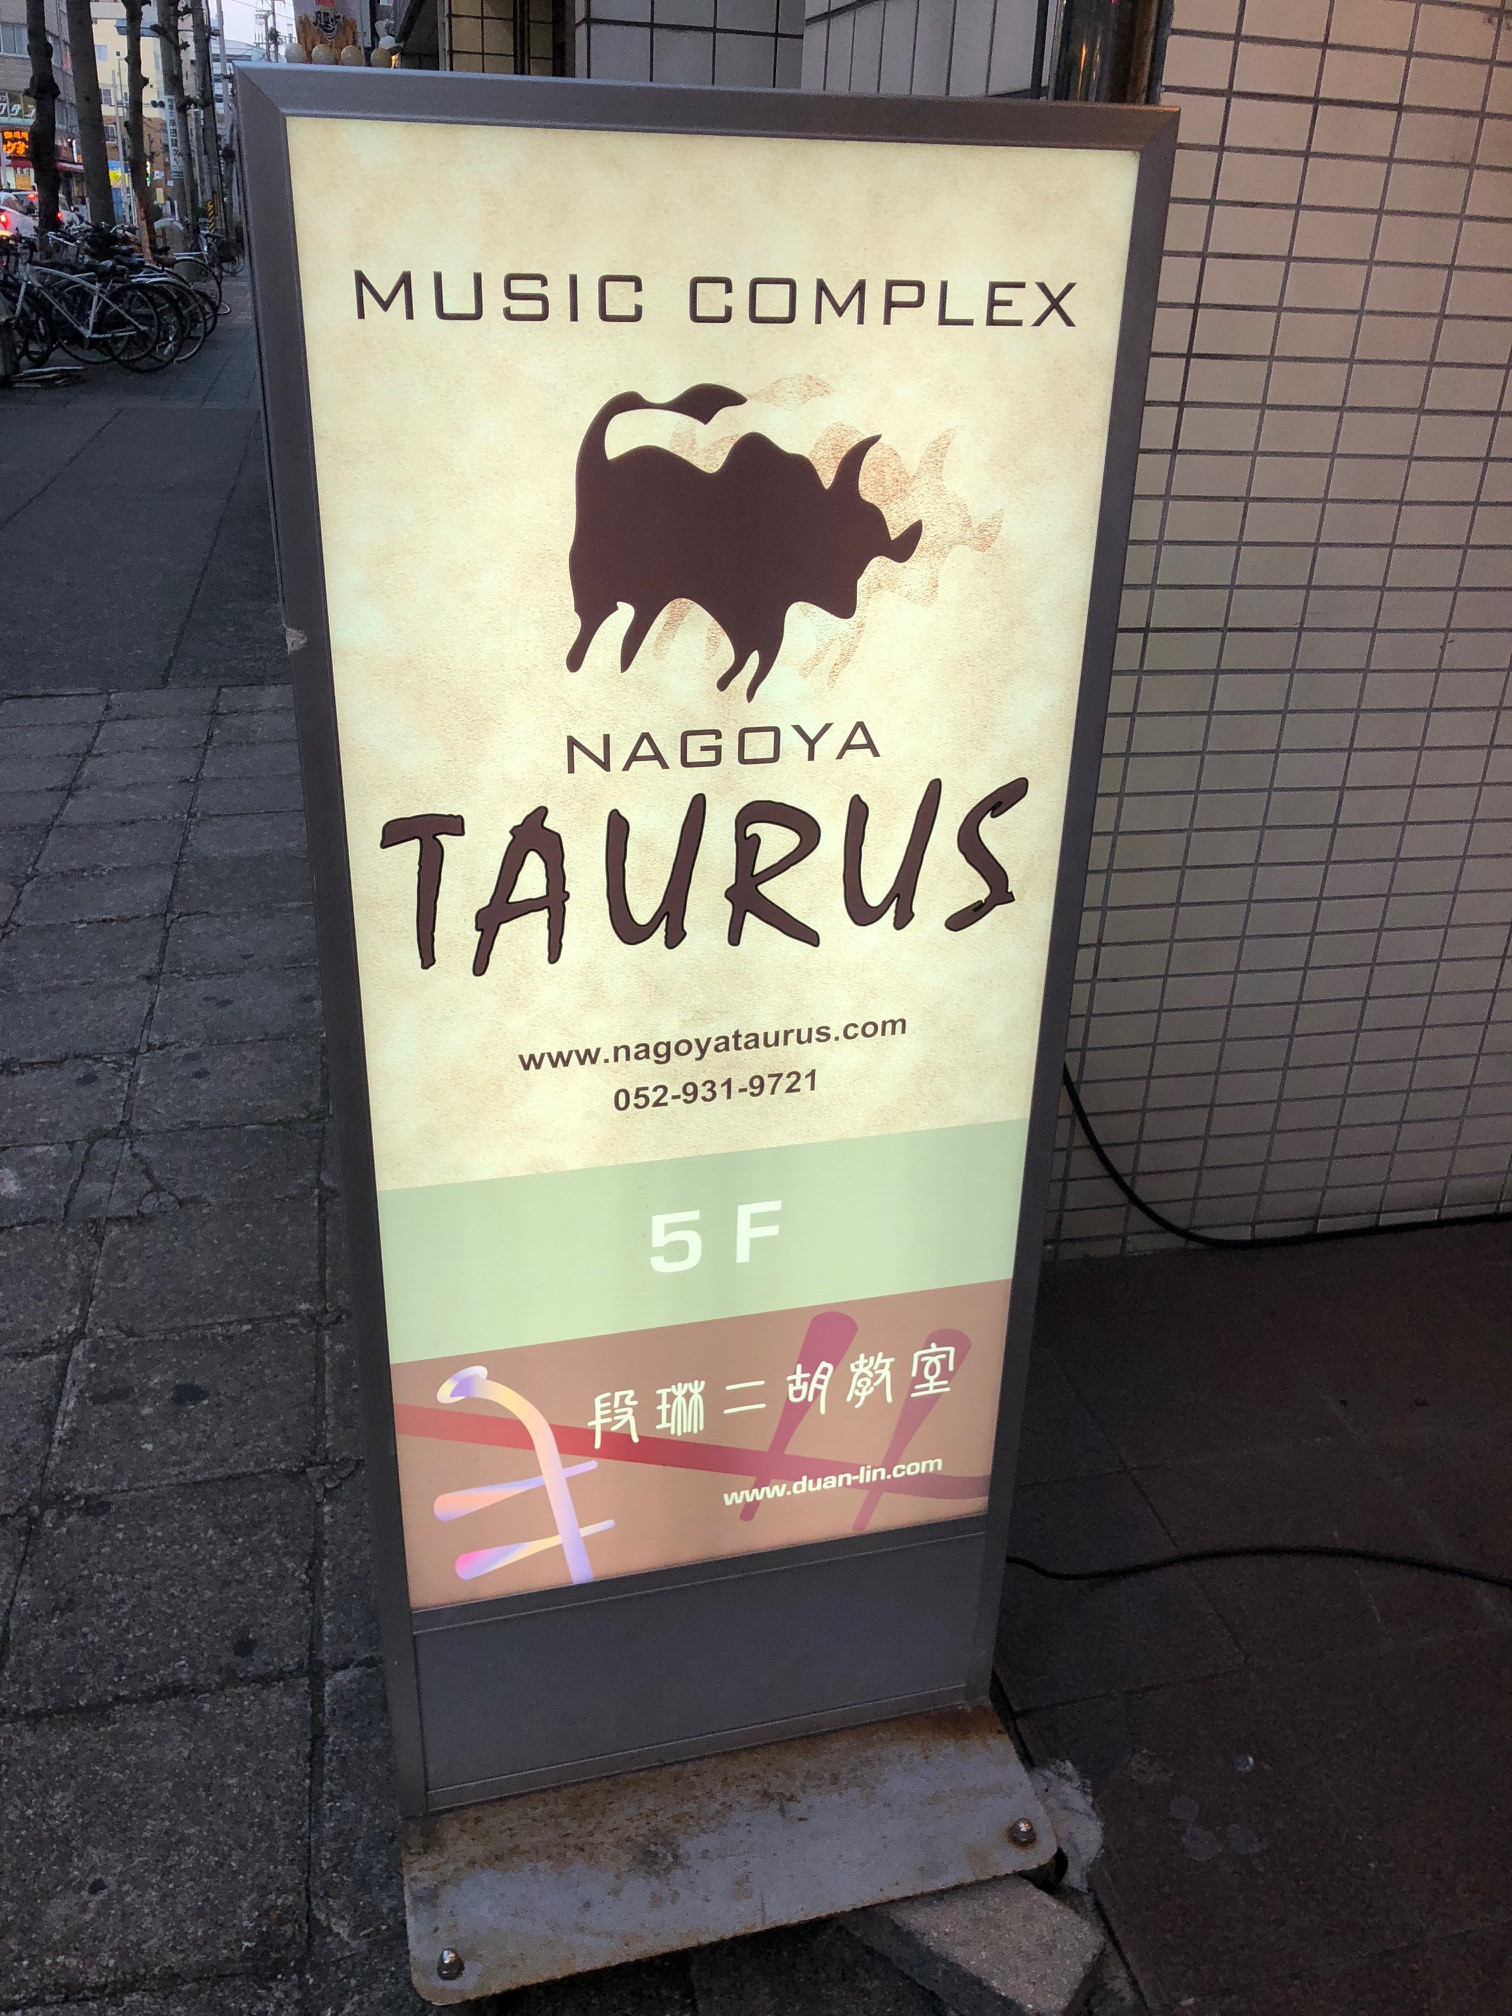 MUSIC COMPLEX
NAGOYA
TAURUS
www.nagoyataurus.com
052-931-9721
5F
段琳二胡教室
www.duan-lin.com